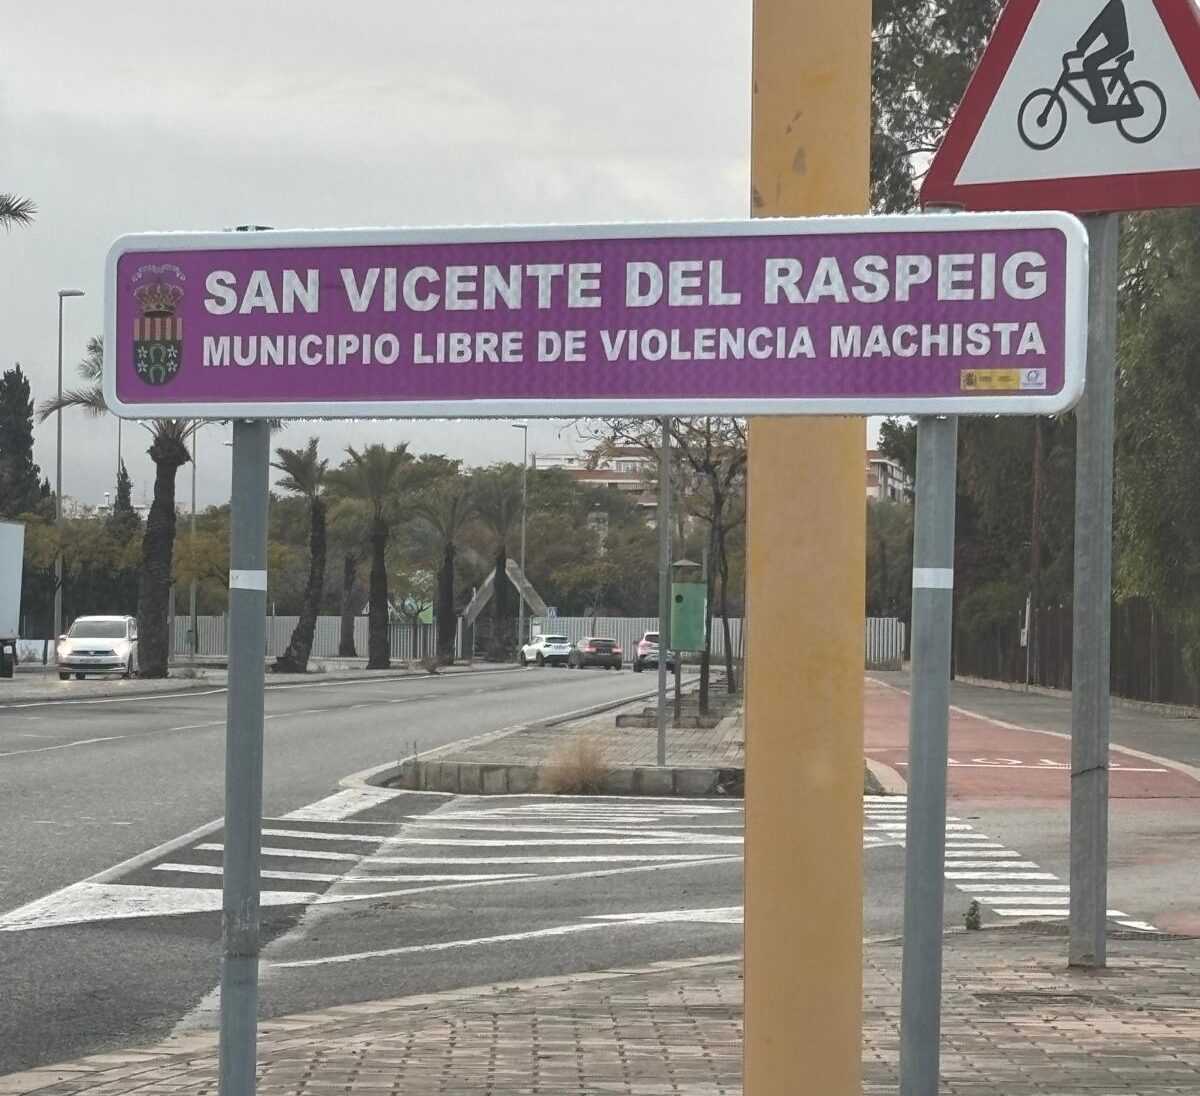 SAN VICENTE DEL RASPEIG
MUNICIPIO LIBRE DE VIOLENCIA MACHISTA